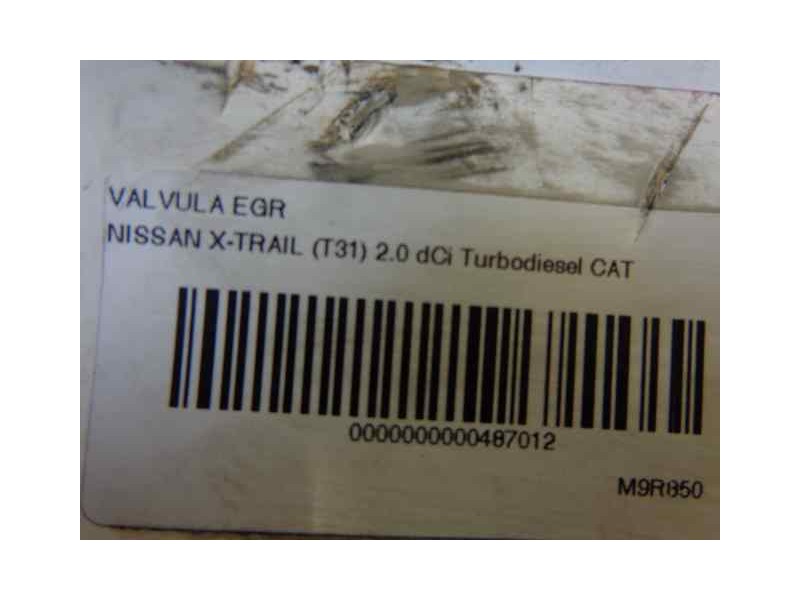 VALVULA EGR
NISSAN X-TRAIL (T31) 2.0 dCi Turbodiesel CAT
0000000000487012
M9R850